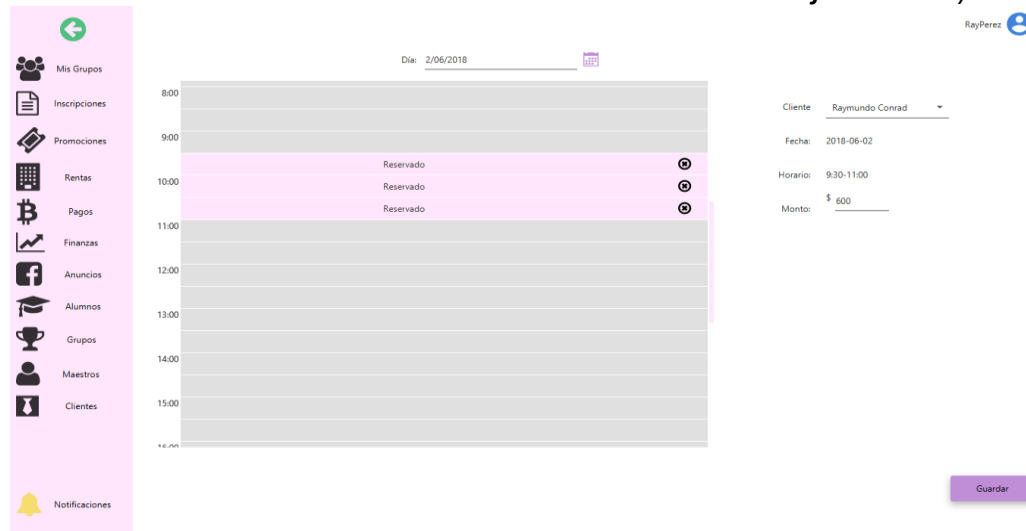 RayPerez
Mis Grupos
Inscripciones
Promociones
Rentas
Pagos
Finanzas
Anuncios
Alumnos
Grupos
Maestros
Clientes
Notificaciones
Día: 2/06/2018
8:00
9:00
Reservado
10:00 Reservado
Reservado
11:00
12:00
13:00
14:00
15:00
16:00
Cliente Raymundo Conrad
Fecha: 2018-06-02
Horario: 9:30-11:00
Monto: $ 600
Guardar